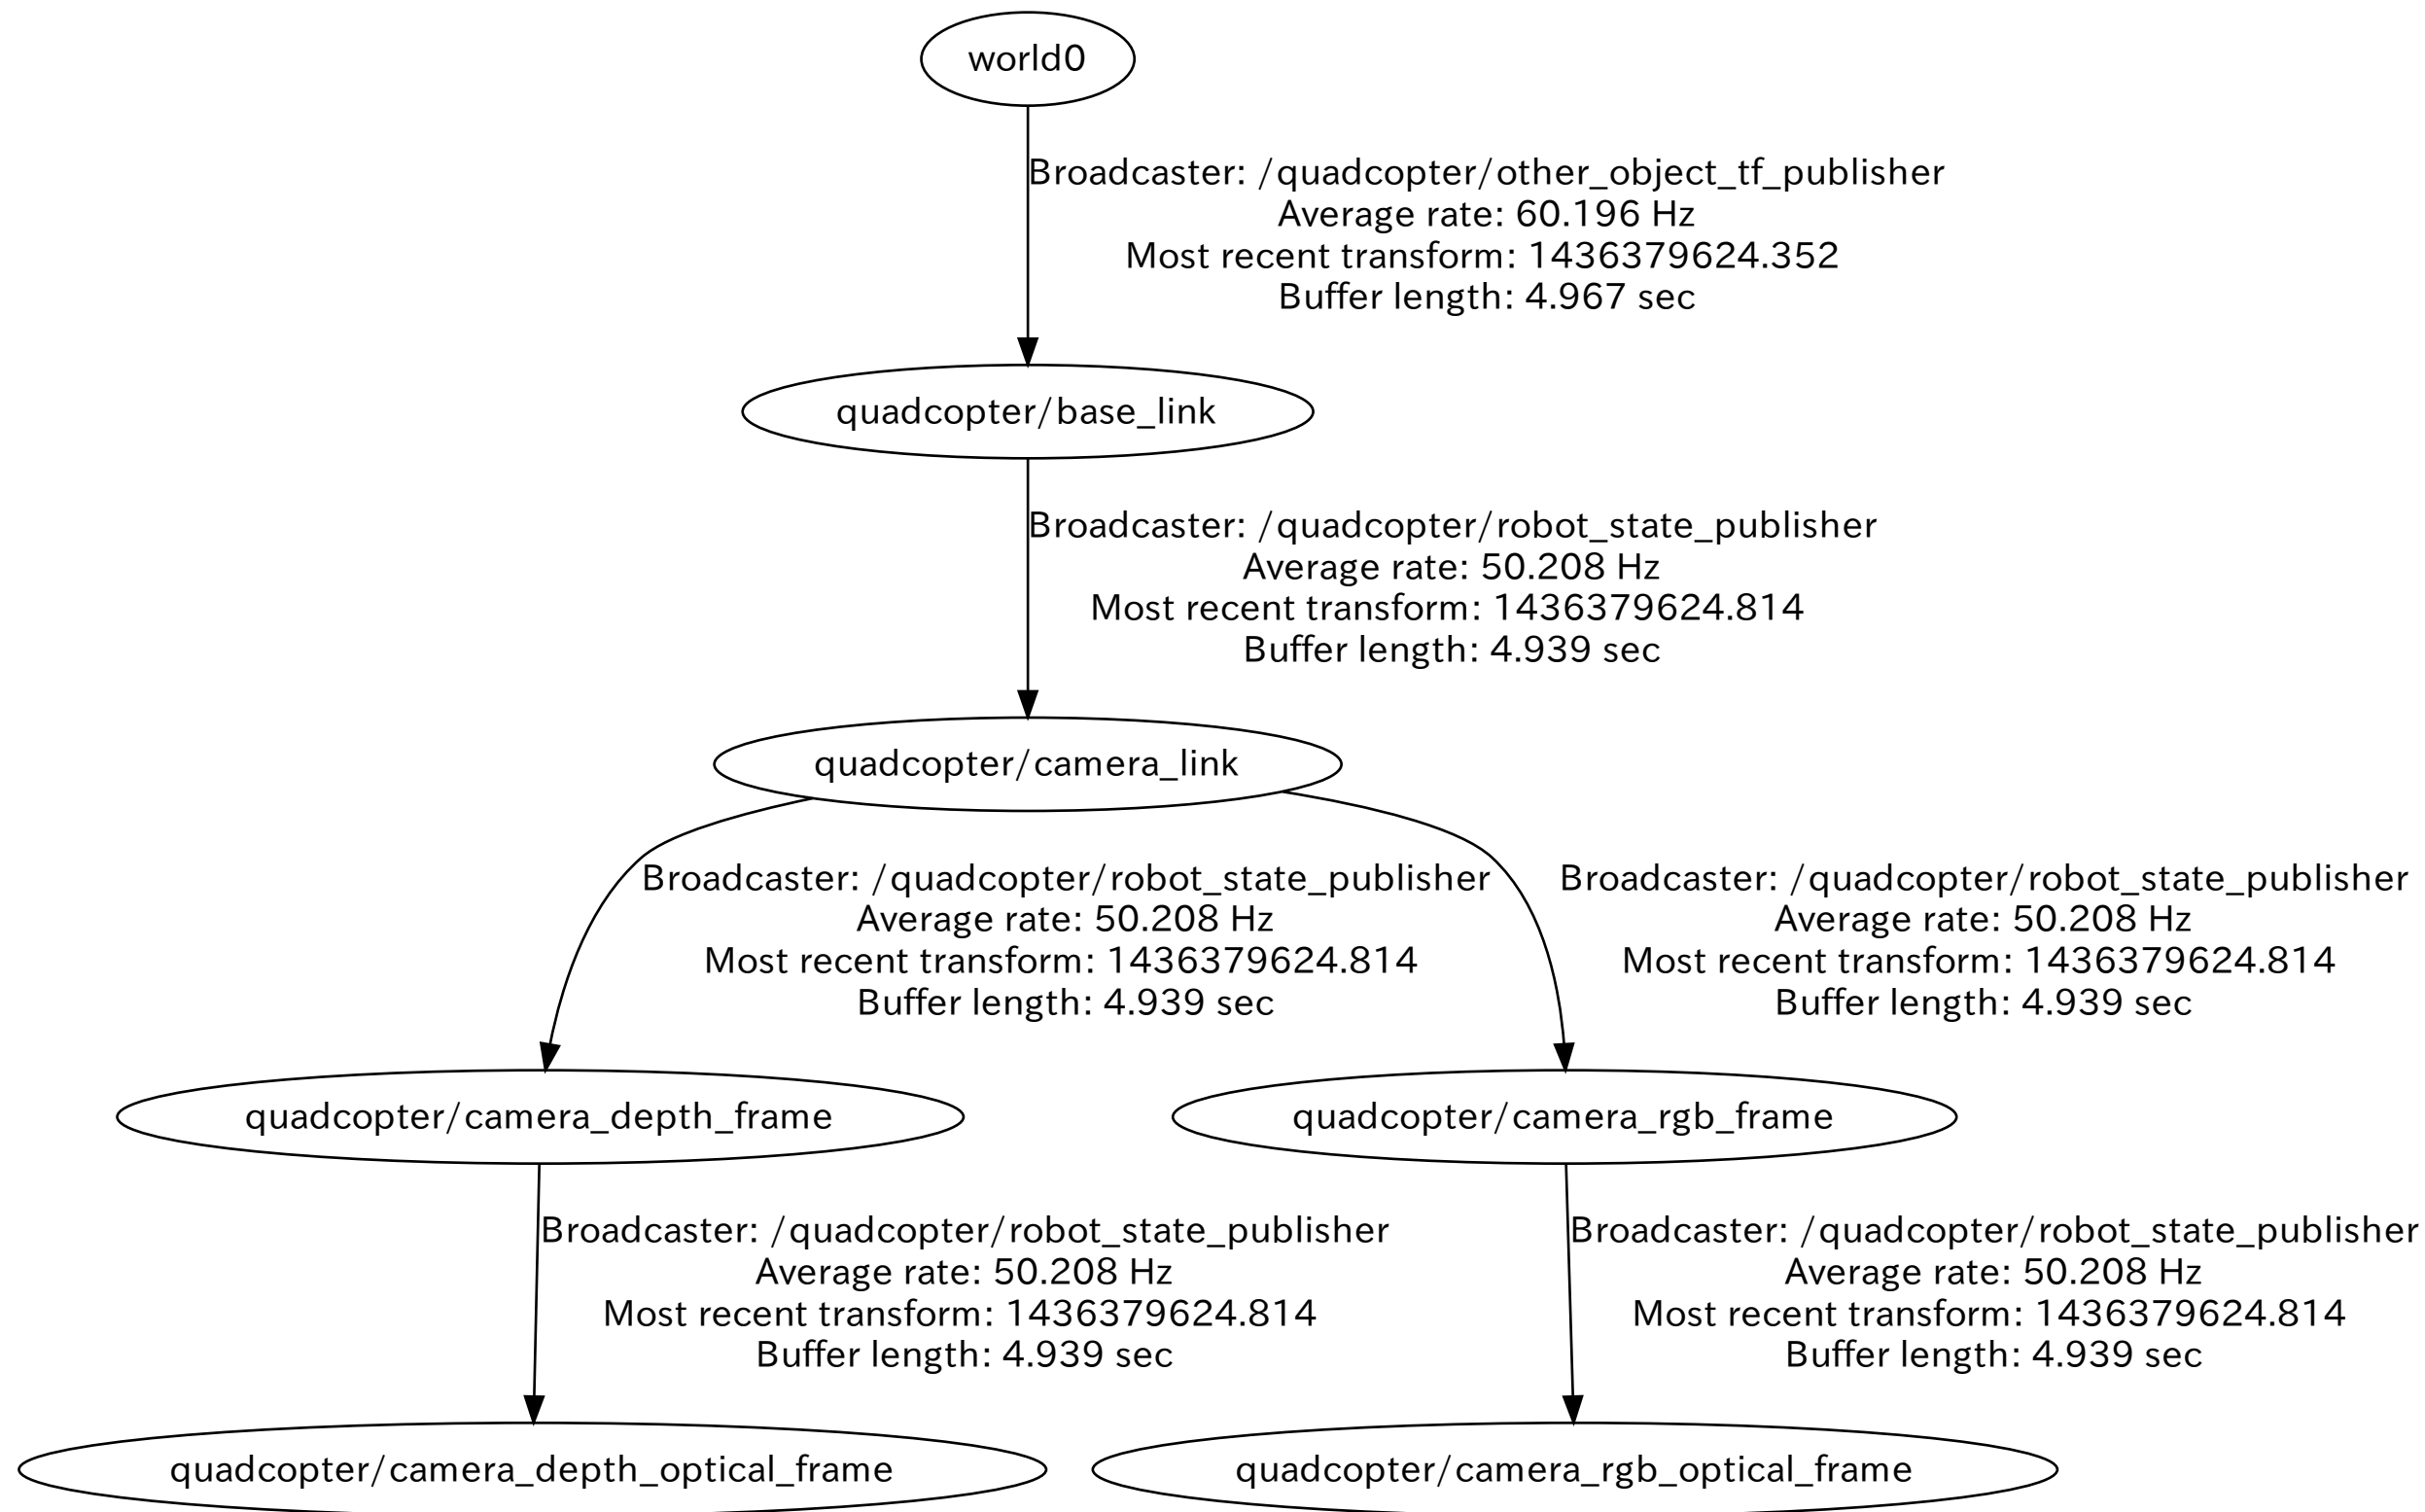 world0
Broadcaster: /quadcopter/other_object_tf_publisher
Average rate: 60.196 Hz
Most recent transform: 1436379624.352
Buffer length: 4.967 sec
quadcopter/base_link
Broadcaster: /quadcopter/robot_state_publisher
Average rate: 50.208 Hz
Most recent transform: 1436379624.814
Buffer length: 4.939 sec
quadcopter/camera_link
Broadcaster: /quadcopter/robot_state_publisher
Average rate: 50.208 Hz
Most recent transform: 1436379624.814
Buffer length: 4.939 sec
Broadcaster: /quadcopter/robot_state_publisher
Average rate: 50.208 Hz
Most recent transform: 1436379624.814
Buffer length: 4.939 sec
quadcopter/camera_depth_frame
quadcopter/camera_rgb_frame
Broadcaster: /quadcopter/robot_state_publisher
Average rate: 50.208 Hz
Most recent transform: 1436379624.814
Buffer length: 4.939 sec
Broadcaster: /quadcopter/robot_state_publisher
Average rate: 50.208 Hz
Most recent transform: 1436379624.814
Buffer length: 4.939 sec
quadcopter/camera_depth_optical_frame
quadcopter/camera_rgb_optical_frame